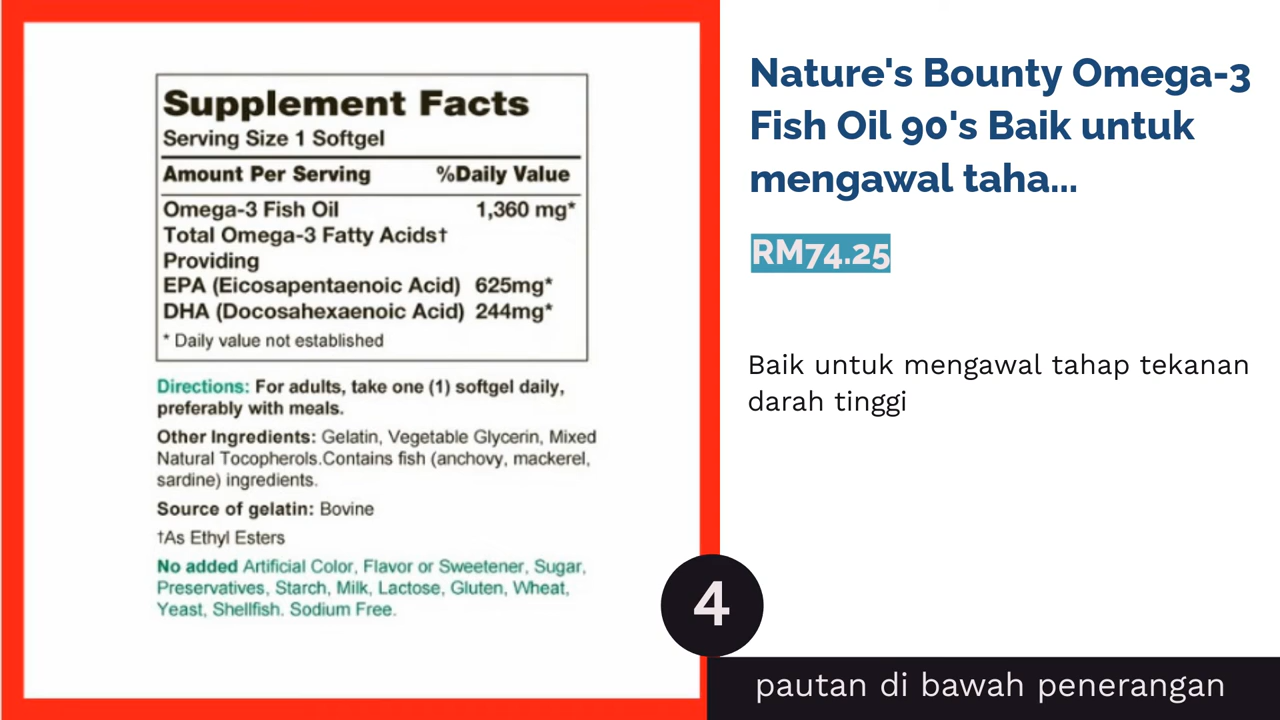 Supplement Facts
Serving Size 1 Softgel
Amount Per Serving %Daily Value
Omega-3 Fish Oil 1,360 mg*
Total Omega-3 Fatty Acids†
Providing
EPA (Eicosapentaenoic Acid) 625mg*
DHA (Docosahexaenoic Acid) 244mg*
* Daily value not established
Directions: For adults, take one (1) softgel daily,
preferably with meals.
Other Ingredients: Gelatin, Vegetable Glycerin, Mixed
Natural Tocopherols.Contains fish (anchovy, mackerel,
sardine) ingredients.
Source of gelatin: Bovine
†As Ethyl Esters
No added Artificial Color, Flavor or Sweetener, Sugar,
Preservatives, Starch, Milk, Lactose, Gluten, Wheat,
Yeast, Shellfish. Sodium Free.
Nature's Bounty Omega-3
Fish Oil 90's Baik untuk
mengawal taha...
RM74.25
Baik untuk mengawal tahap tekanan
darah tinggi
4
pautan di bawah penerangan